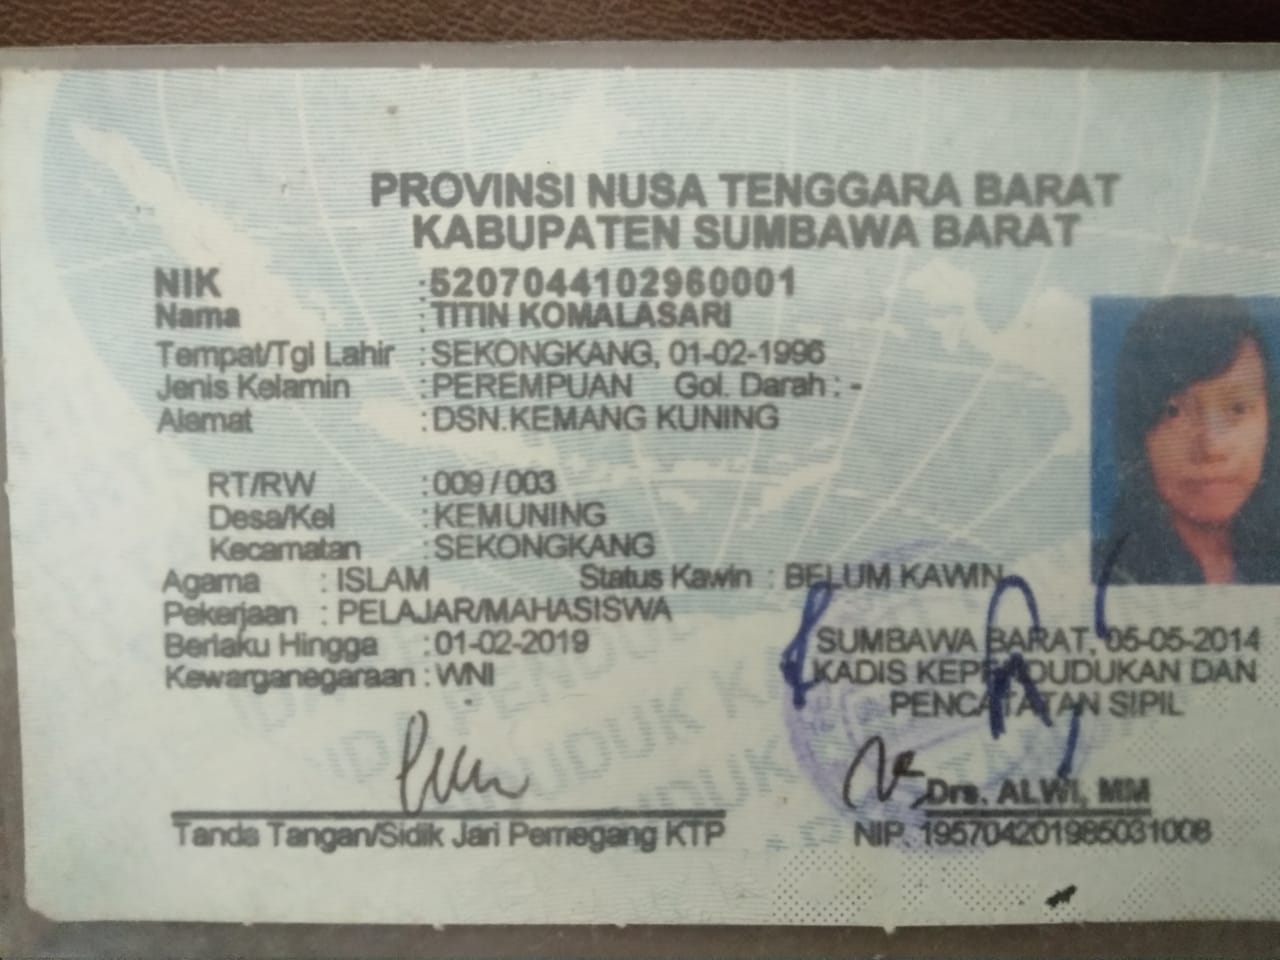 PROVINSI NUSA TENGGARA BARAT
KABUPATEN SUMBAWA BARAT
NIK :5207044102960001
Nama :TITIN KOMALASARI
Tempat/Tgl Lahir :SEKONGKANG, 01-02-1996
Jenis Kelamin :PEREMPUAN Gol. Darah : -
Alamat :DSN.KEMANG KUNING
RT/RW :009 / 003
Desa/Kel :KEMUNING
Kecamatan :SEKONGKANG
Agama : ISLAM Status Kawin : BELUM KAWIN
Pekerjaan : PELAJAR/MAHASISWA
Berlaku Hingga :01-02-2019
Kewarganegaraan : WNI
SUMBAWA BARAT, 05-05-2014
KADIS KEPENDUDUKAN DAN
PENCATATAN SIPIL
Drs. ALWI, MM
NIP. 195704201985031008
Tanda Tangan/Sidik Jari Pemegang KTP